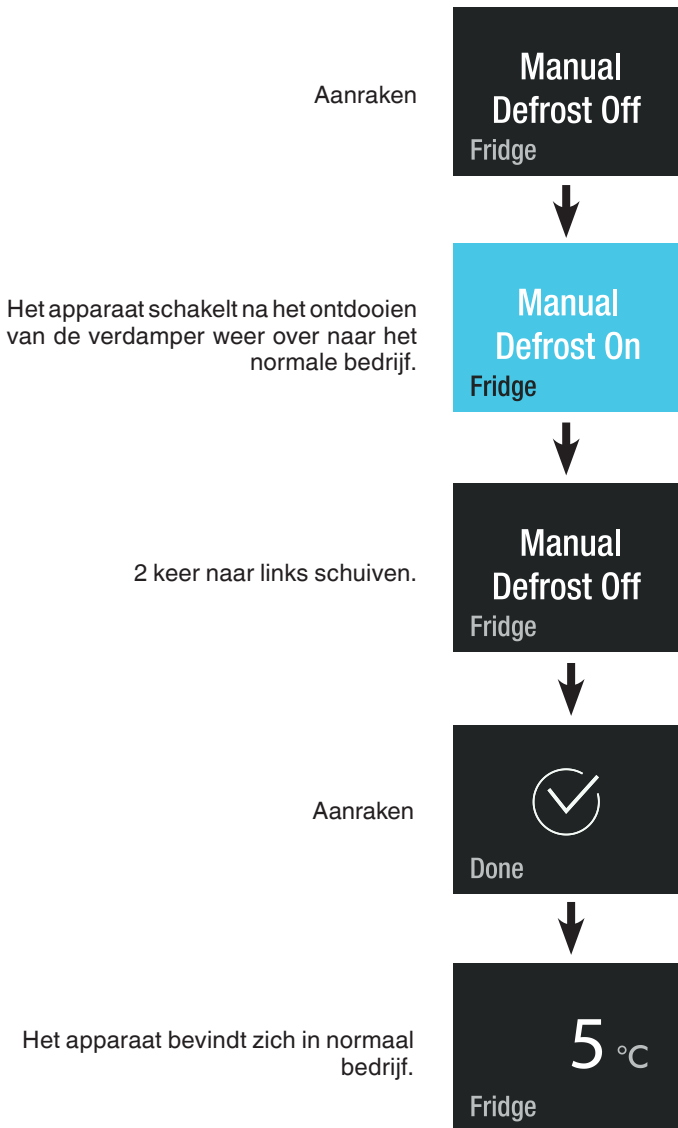 Aanraken
Manual
Defrost Off
Fridge
Het apparaat schakelt na het ontdooien
van de verdamper weer over naar het
normale bedrijf.
Manual
Defrost On
Fridge
2 keer naar links schuiven.
Manual
Defrost Off
Fridge
Aanraken
Done
Het apparaat bevindt zich in normaal
bedrijf.
5 °C
Fridge